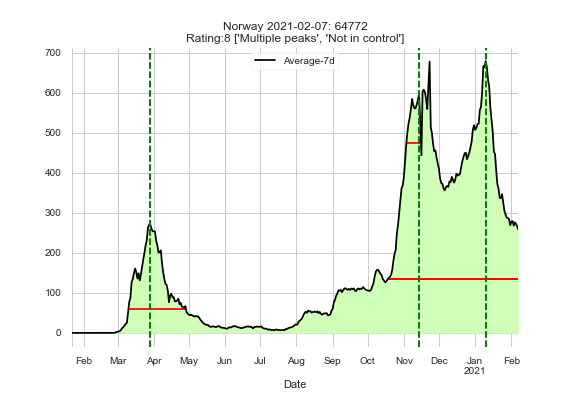 Norway 2021-02-07: 64772
Rating:8 ['Multiple peaks', 'Not in control']
Average-7d
700
600
500
400
300
200
100
0
Feb Mar Apr May Jun Jul Aug Sep Oct Nov Dec Jan Feb
2021
Date